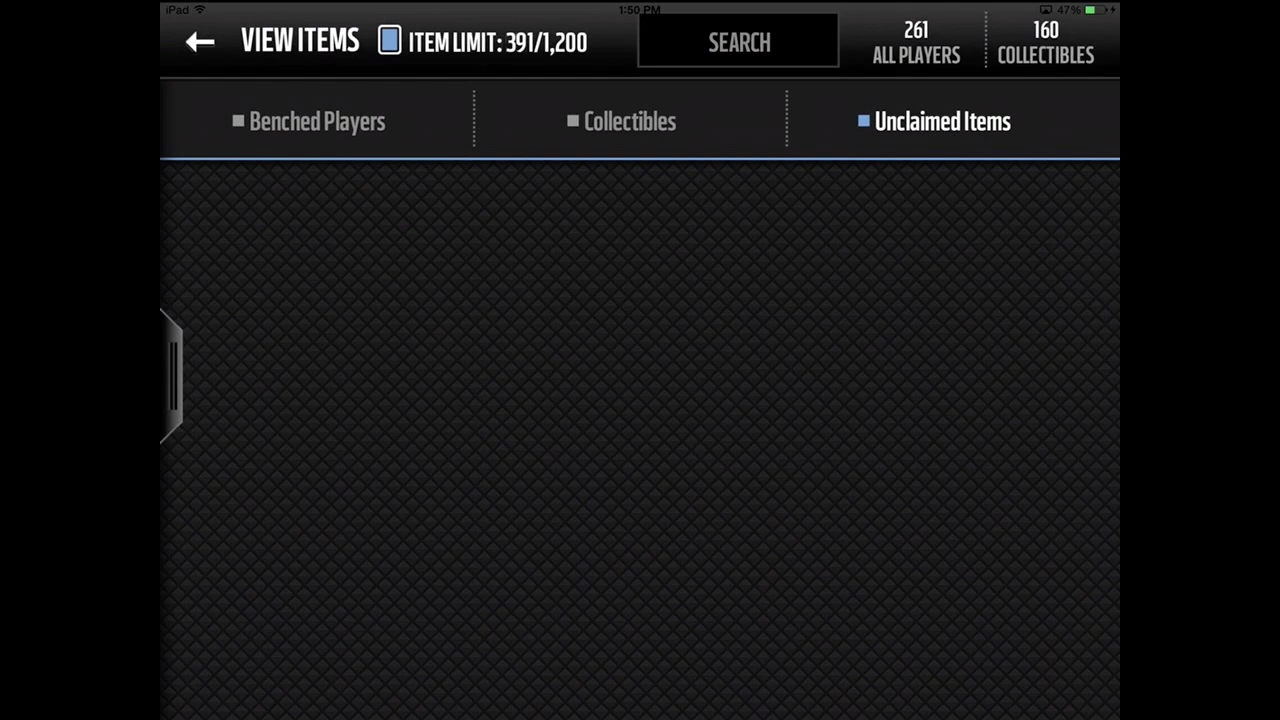 iPad 1:50 PM 47%
VIEW ITEMS ITEM LIMIT: 391/1,200 SEARCH
261 ALL PLAYERS
160 COLLECTIBLES
Benched Players Collectibles Unclaimed Items